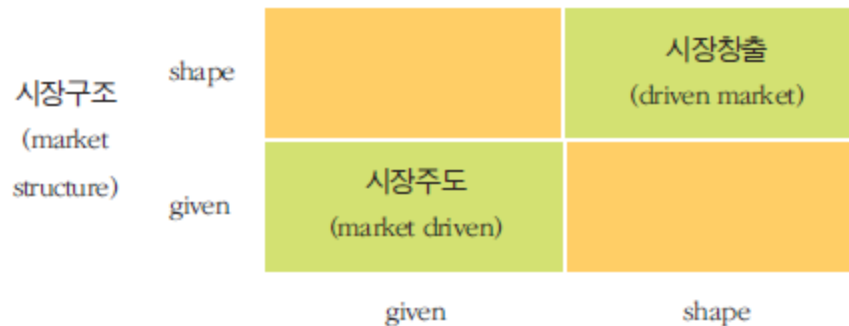 시장구조
(market
structure)
shape
시장창출
(driven market)
given
시장주도
(market driven)
given
shape